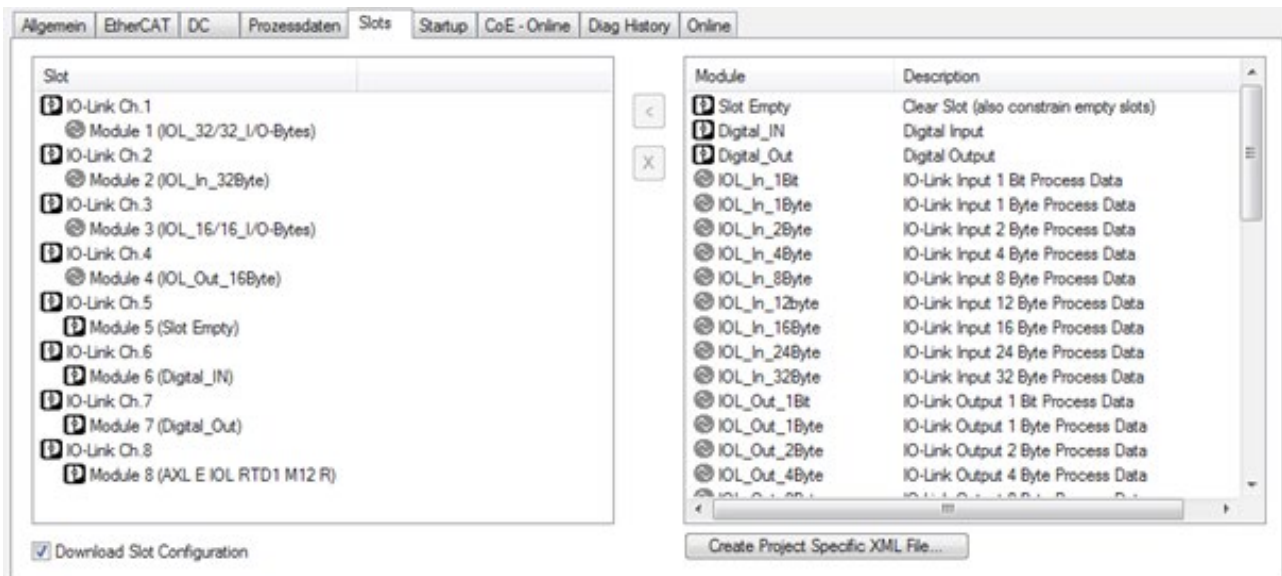 Allgemein EtherCAT DC Prozessdaten Slots Startup CoE - Online Diag History Online
Slot
IO-Link Ch.1
Module 1 (IOL_32/32_I/O-Bytes)
IO-Link Ch.2
Module 2 (IOL_In_32Byte)
IO-Link Ch.3
Module 3 (IOL_16/16_I/O-Bytes)
IO-Link Ch.4
Module 4 (IOL_Out_16Byte)
IO-Link Ch.5
Module 5 (Slot Empty)
IO-Link Ch.6
Module 6 (Digital_IN)
IO-Link Ch.7
Module 7 (Digital_Out)
IO-Link Ch.8
Module 8 (AXL E IOL RTD1 M12 R)
Download Slot Configuration
<
X
Module Description
Slot Empty Clear Slot (also constrain empty slots)
Digital_IN Digital Input
Digital_Out Digital Output
IOL_In_1Bit IO-Link Input 1 Bit Process Data
IOL_In_1Byte IO-Link Input 1 Byte Process Data
IOL_In_2Byte IO-Link Input 2 Byte Process Data
IOL_In_4Byte IO-Link Input 4 Byte Process Data
IOL_In_8Byte IO-Link Input 8 Byte Process Data
IOL_In_12byte IO-Link Input 12 Byte Process Data
IOL_In_16Byte IO-Link Input 16 Byte Process Data
IOL_In_24Byte IO-Link Input 24 Byte Process Data
IOL_In_32Byte IO-Link Input 32 Byte Process Data
IOL_Out_1Bit IO-Link Output 1 Bit Process Data
IOL_Out_1Byte IO-Link Output 1 Byte Process Data
IOL_Out_2Byte IO-Link Output 2 Byte Process Data
IOL_Out_4Byte IO-Link Output 4 Byte Process Data
Create Project Specific XML File...